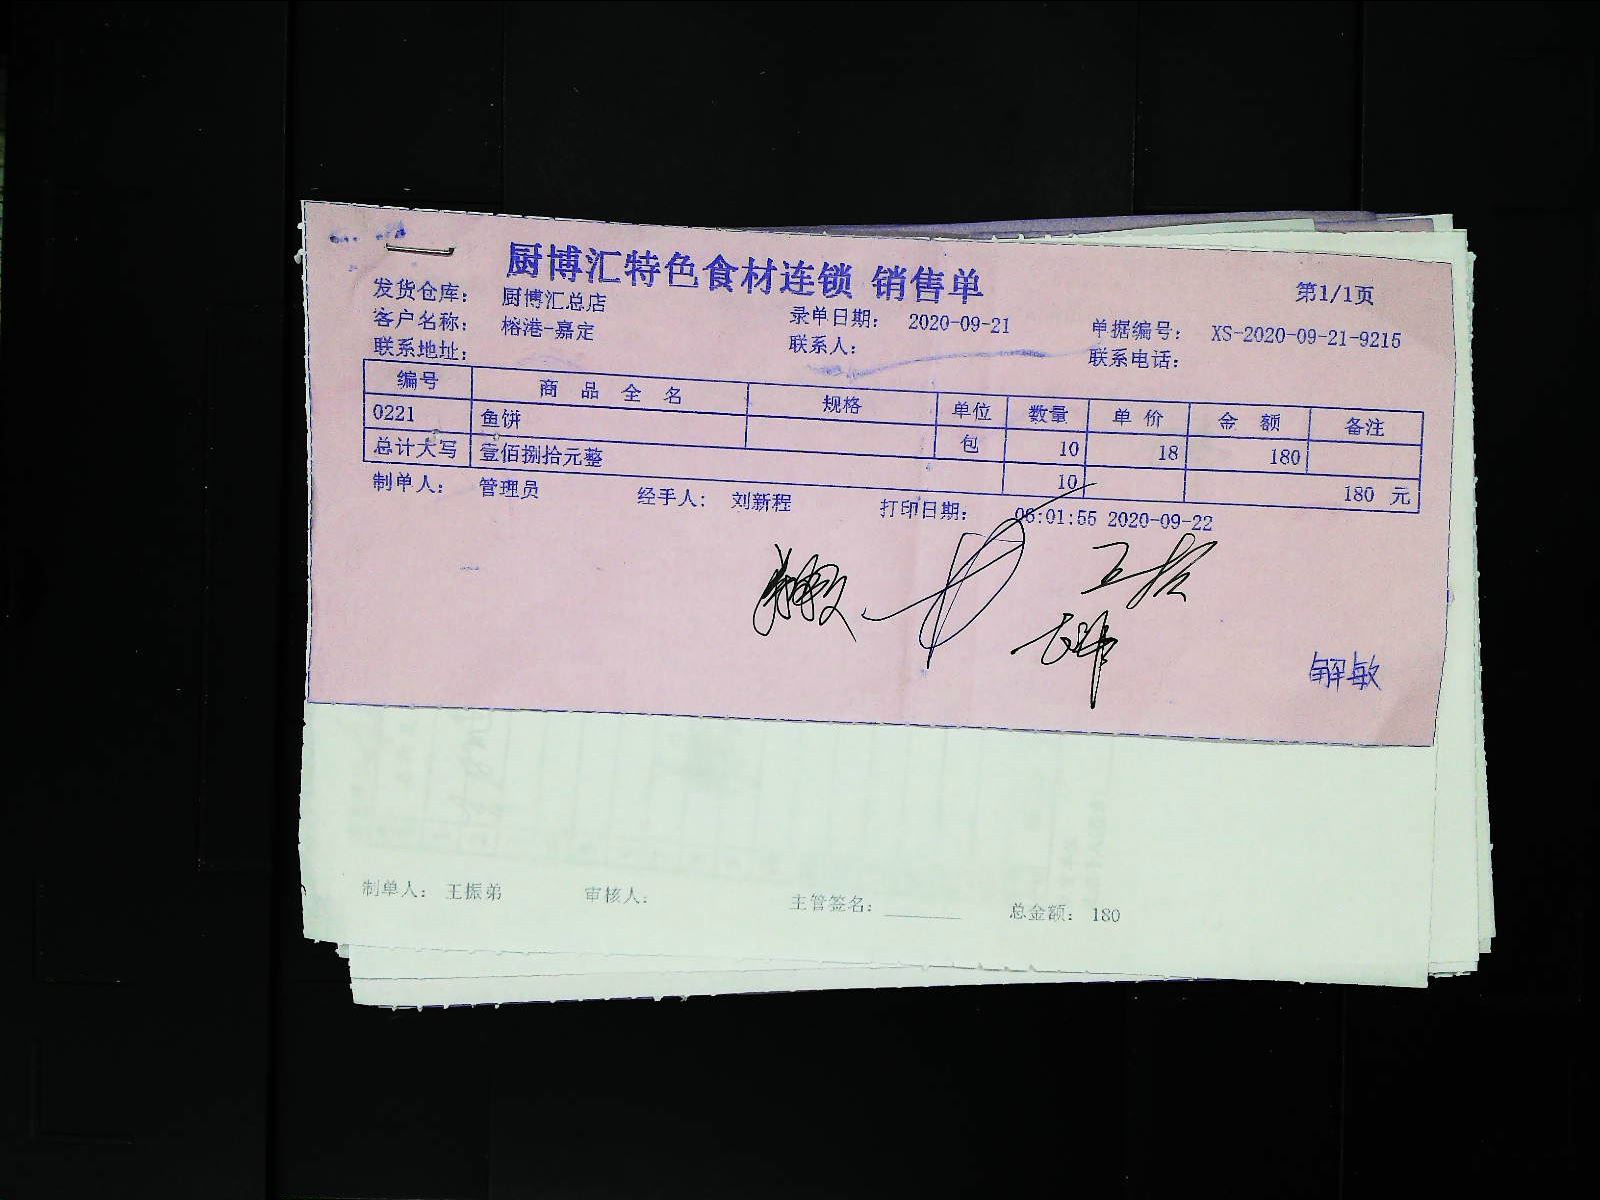 厨博汇特色食材连锁 销售单
第1/1页
发货仓库： 厨博汇总店
客户名称： 榕港-嘉定 录单日期： 2020-09-21 单据编号： XS-2020-09-21-9215
联系地址： 联系人： 联系电话：
编号 商品全名 规格 单位 数量 单价 金额 备注
0221 鱼饼 包 10 18 180
总计大写 壹佰捌拾元整 10 180 元
制单人： 管理员 经手人： 刘新程 打印日期： 06:01:55 2020-09-22
解敏
制单人： 王振弟 审核人： 主管签名： 总金额： 180